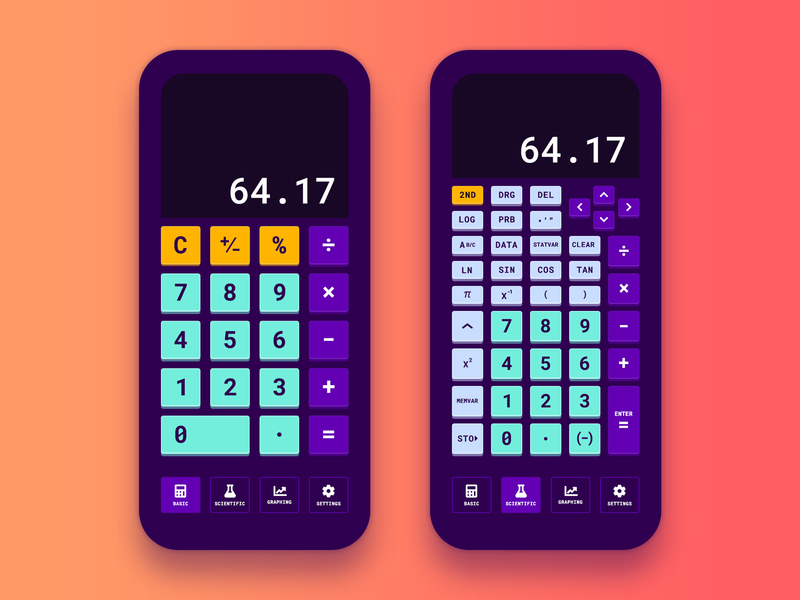 64.17
C +/− % ÷
7 8 9 ×
4 5 6 −
1 2 3 +
0 . =
BASIC SCIENTIFIC GRAPHING SETTINGS
64.17
2ND DRG DEL
LOG PRB .,"
A B/C DATA STATVAR CLEAR ÷
LN SIN COS TAN
π x⁻¹ ( ) ×
^ 7 8 9 −
x² 4 5 6 +
MEMVAR 1 2 3 ENTER
STO▸ 0 . (−) =
BASIC SCIENTIFIC GRAPHING SETTINGS